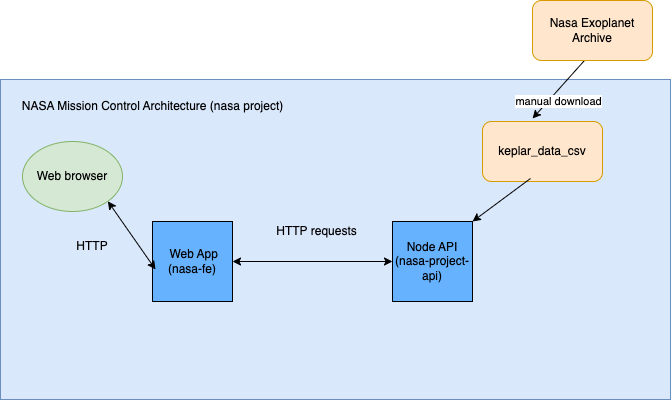 Nasa Exoplanet
Archive
manual download
NASA Mission Control Architecture (nasa project)
keplar_data_csv
Web browser
HTTP
HTTP requests
Web App
(nasa-fe)
Node API
(nasa-project-
api)